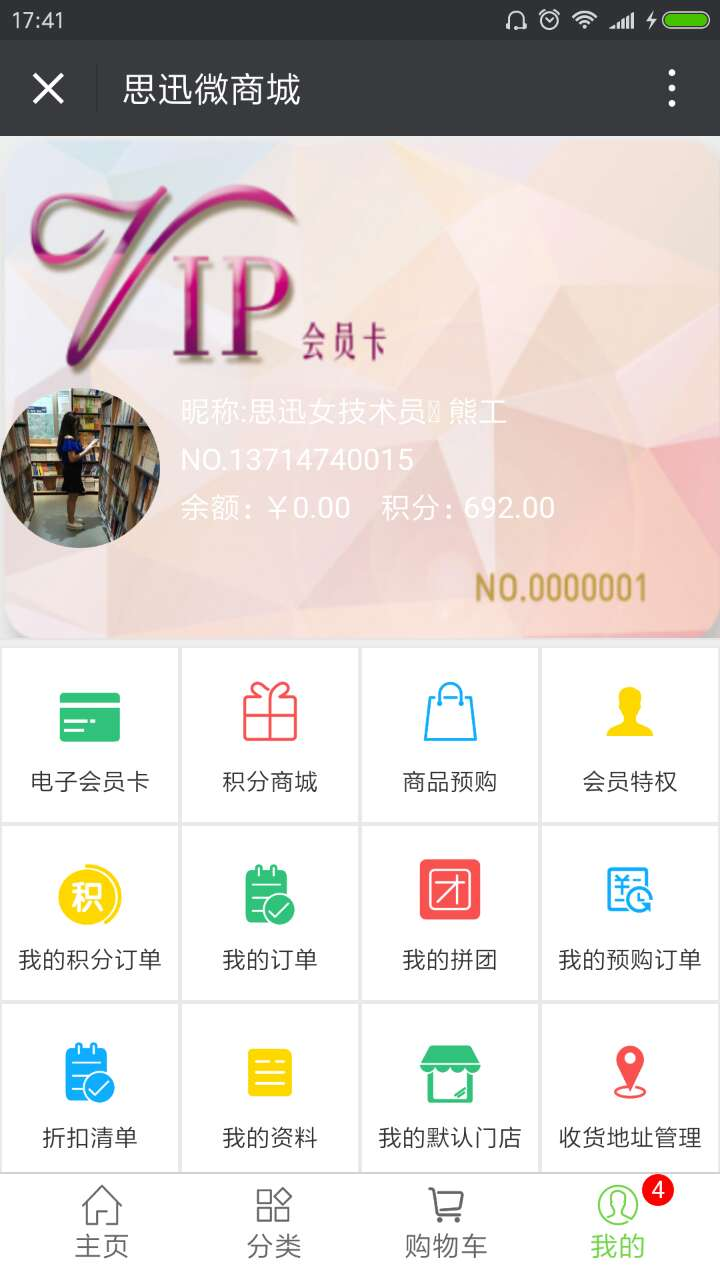 17:41
思迅微商城
VIP 会员卡
昵称:思迅女技术员 熊工
NO.13714740015
余额：￥0.00 积分：692.00
NO.0000001
电子会员卡 积分商城 商品预购 会员特权
积 团
我的积分订单 我的订单 我的拼团 我的预购订单
折扣清单 我的资料 我的默认门店 收货地址管理
4
主页 分类 购物车 我的